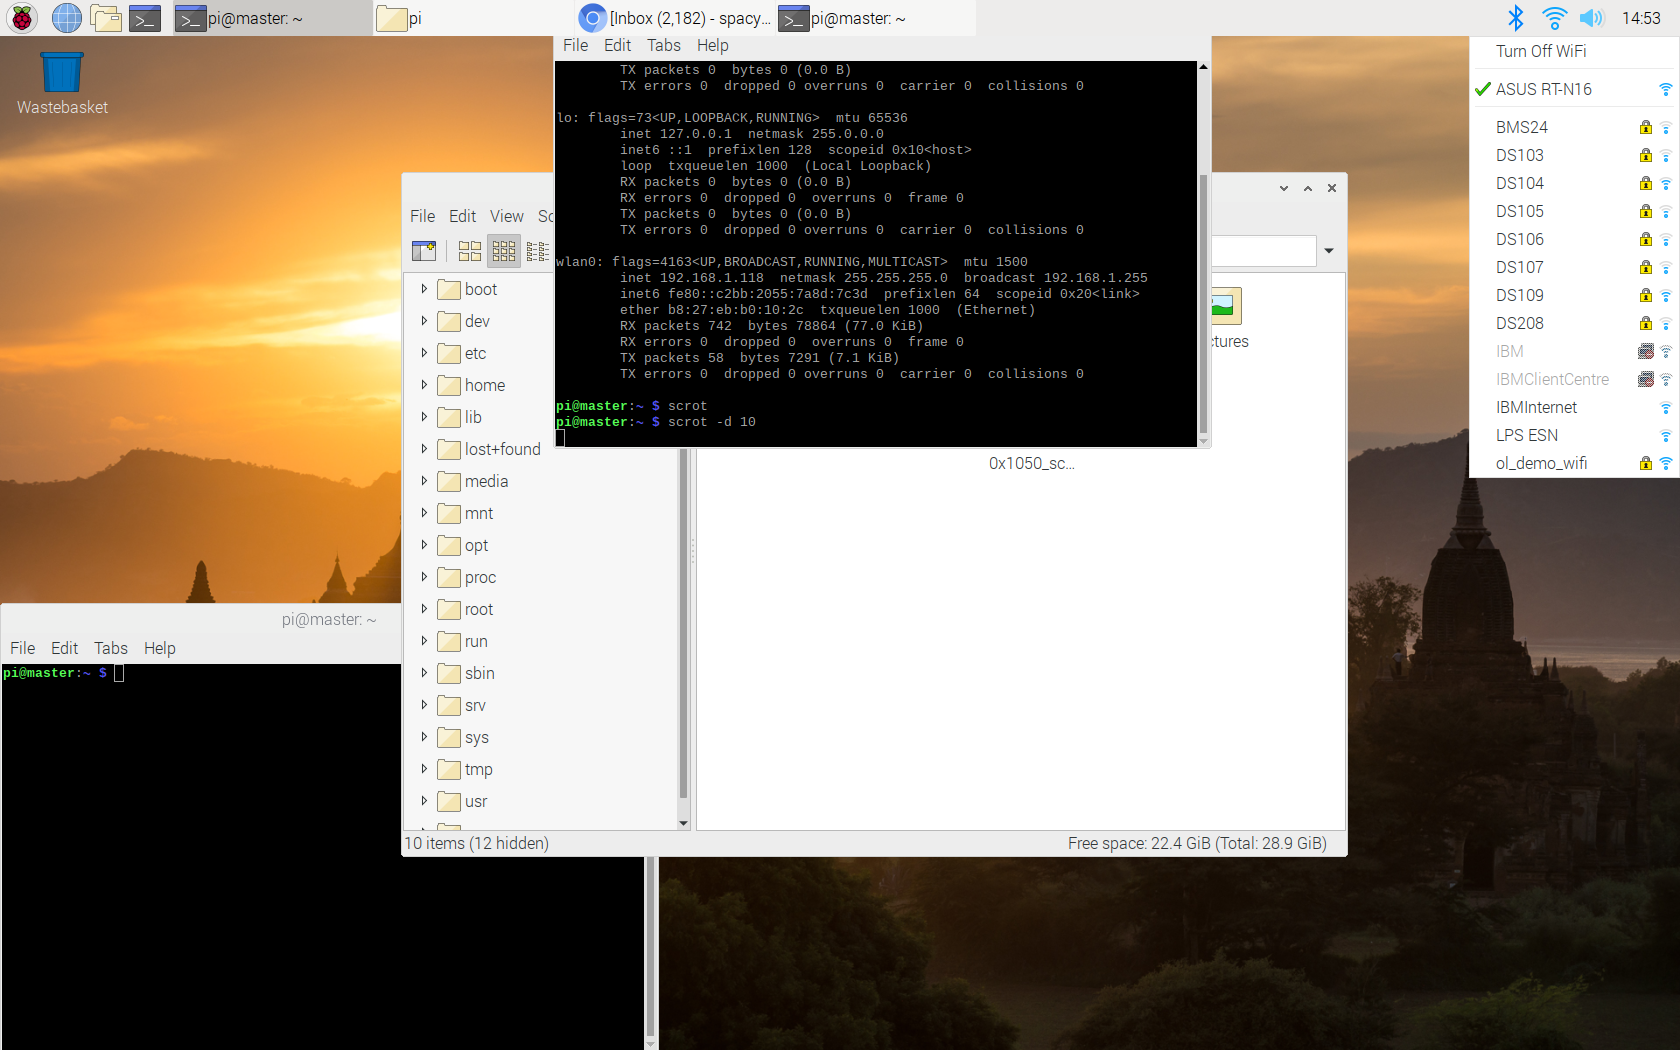 pi@master: ~
pi
[Inbox (2,182) - spacy...
pi@master: ~
14:53
Wastebasket
File Edit Tabs Help
TX packets 0  bytes 0 (0.0 B)
TX errors 0  dropped 0 overruns 0  carrier 0  collisions 0
lo: flags=73<UP,LOOPBACK,RUNNING>  mtu 65536
inet 127.0.0.1  netmask 255.0.0.0
inet6 ::1  prefixlen 128  scopeid 0x10<host>
loop  txqueuelen 1000  (Local Loopback)
RX packets 0  bytes 0 (0.0 B)
RX errors 0  dropped 0  overruns 0  frame 0
TX packets 0  bytes 0 (0.0 B)
TX errors 0  dropped 0 overruns 0  carrier 0  collisions 0
wlan0: flags=4163<UP,BROADCAST,RUNNING,MULTICAST>  mtu 1500
inet 192.168.1.118  netmask 255.255.255.0  broadcast 192.168.1.255
inet6 fe80::c2bb:2055:7a8d:7c3d  prefixlen 64  scopeid 0x20<link>
ether b8:27:eb:b0:10:2c  txqueuelen 1000  (Ethernet)
RX packets 742  bytes 78864 (77.0 KiB)
RX errors 0  dropped 0  overruns 0  frame 0
TX packets 58  bytes 7291 (7.1 KiB)
TX errors 0  dropped 0 overruns 0  carrier 0  collisions 0
pi@master:~ $ scrot
pi@master:~ $ scrot -d 10
Turn Off WiFi
ASUS RT-N16
BMS24
DS103
DS104
DS105
DS106
DS107
DS109
DS208
IBM
IBMClientCentre
IBMInternet
LPS ESN
ol_demo_wifi
File Edit View Sc
boot
dev
etc
home
lib
lost+found
media
mnt
opt
proc
root
run
sbin
srv
sys
tmp
usr
ctures
0x1050_sc...
10 items (12 hidden)
Free space: 22.4 GiB (Total: 28.9 GiB)
pi@master: ~
File Edit Tabs Help
pi@master:~ $